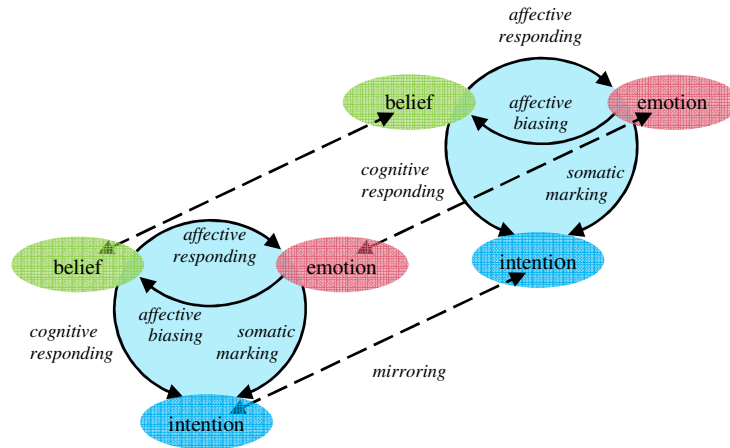 affective
responding
belief
affective
biasing
emotion
cognitive
responding
somatic
marking
intention
affective
responding
belief
emotion
cognitive
responding
affective
biasing
somatic
marking
mirroring
intention